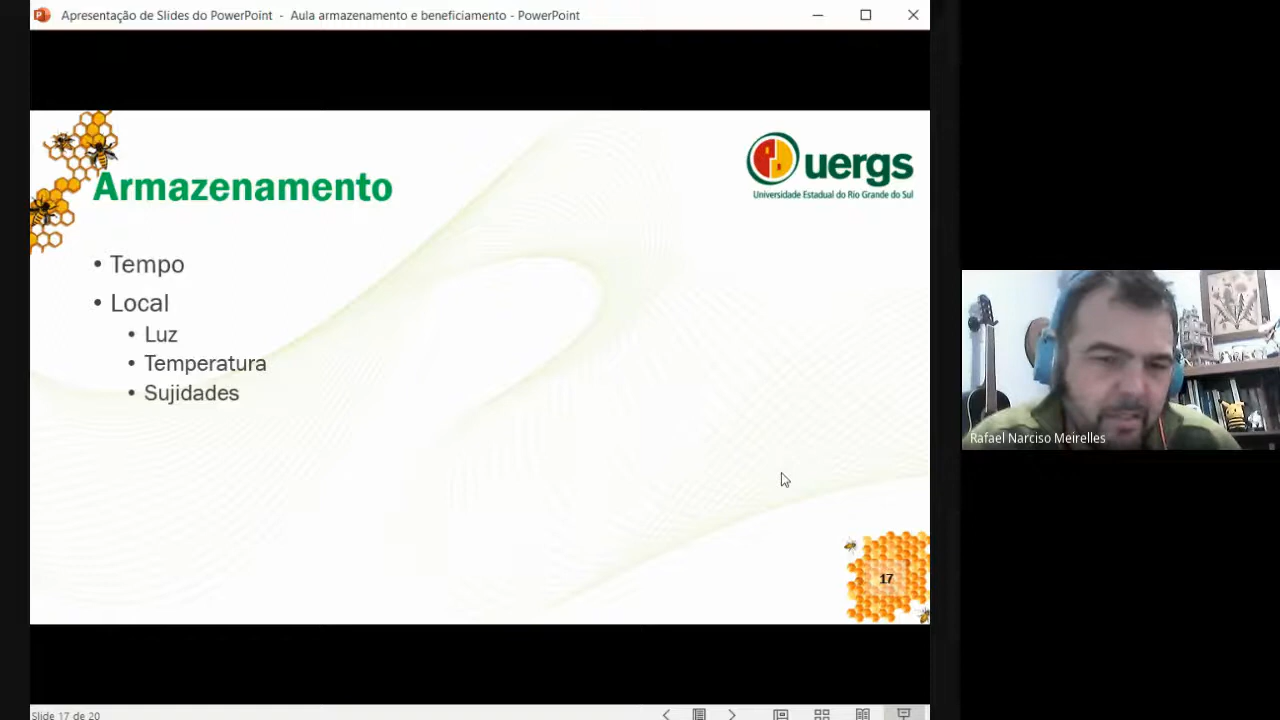 Apresentação de Slides do PowerPoint - Aula armazenamento e beneficiamento - PowerPoint
uergs
Universidade Estadual do Rio Grande do Sul
Armazenamento
• Tempo
• Local
• Luz
• Temperatura
• Sujidades
Rafael Narciso Meirelles
17
Slide 17 de 20